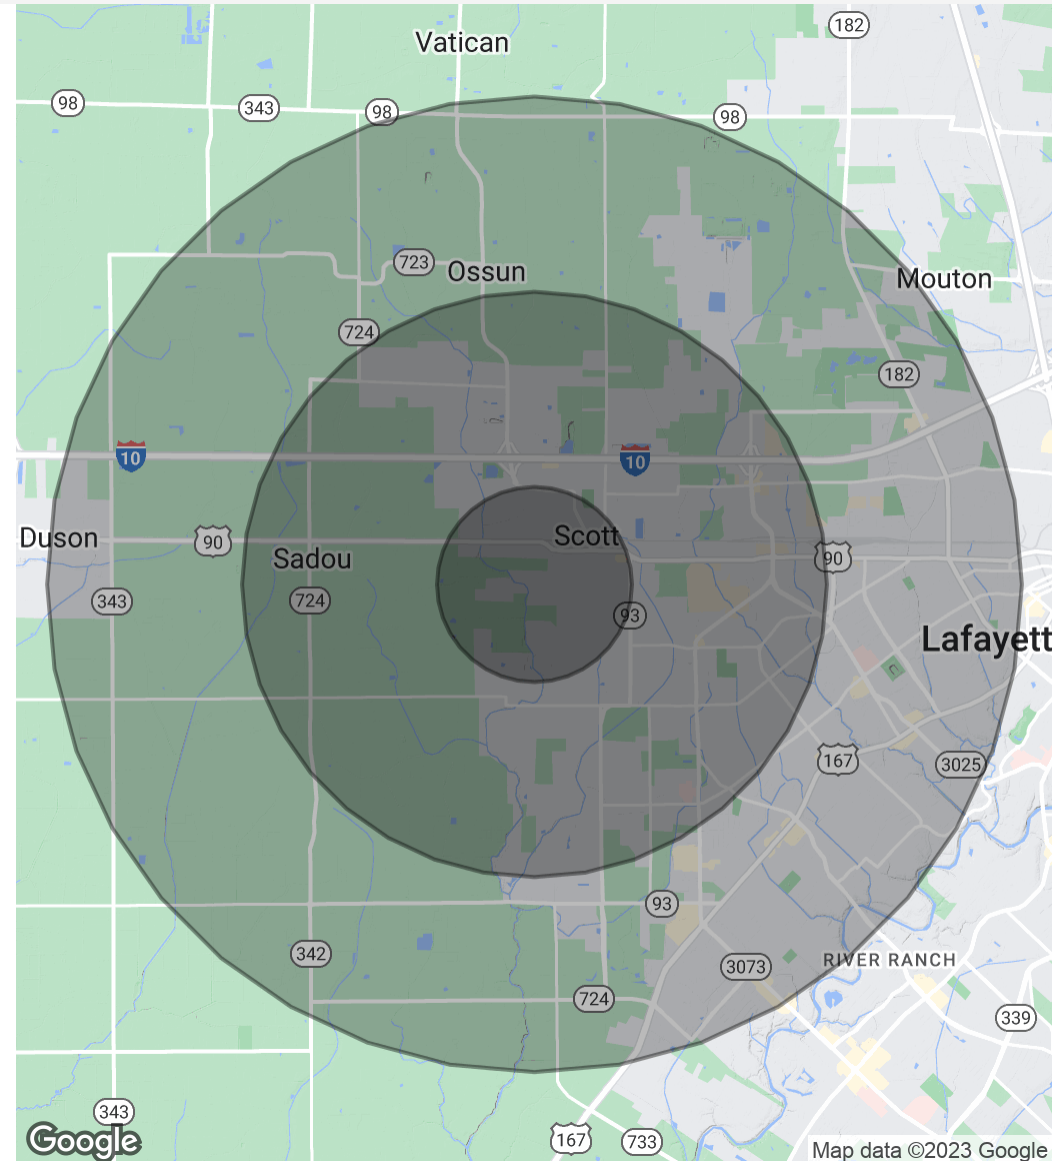 182
Vatican
98
343
98
98
723
Ossun
Mouton
724
182
10
10
Duson
90
Scott
Sadou
90
343
724
93
Lafayett
167
3025
93
342
3073
RIVER RANCH
724
339
343
Google
167
733
Map data ©2023 Google